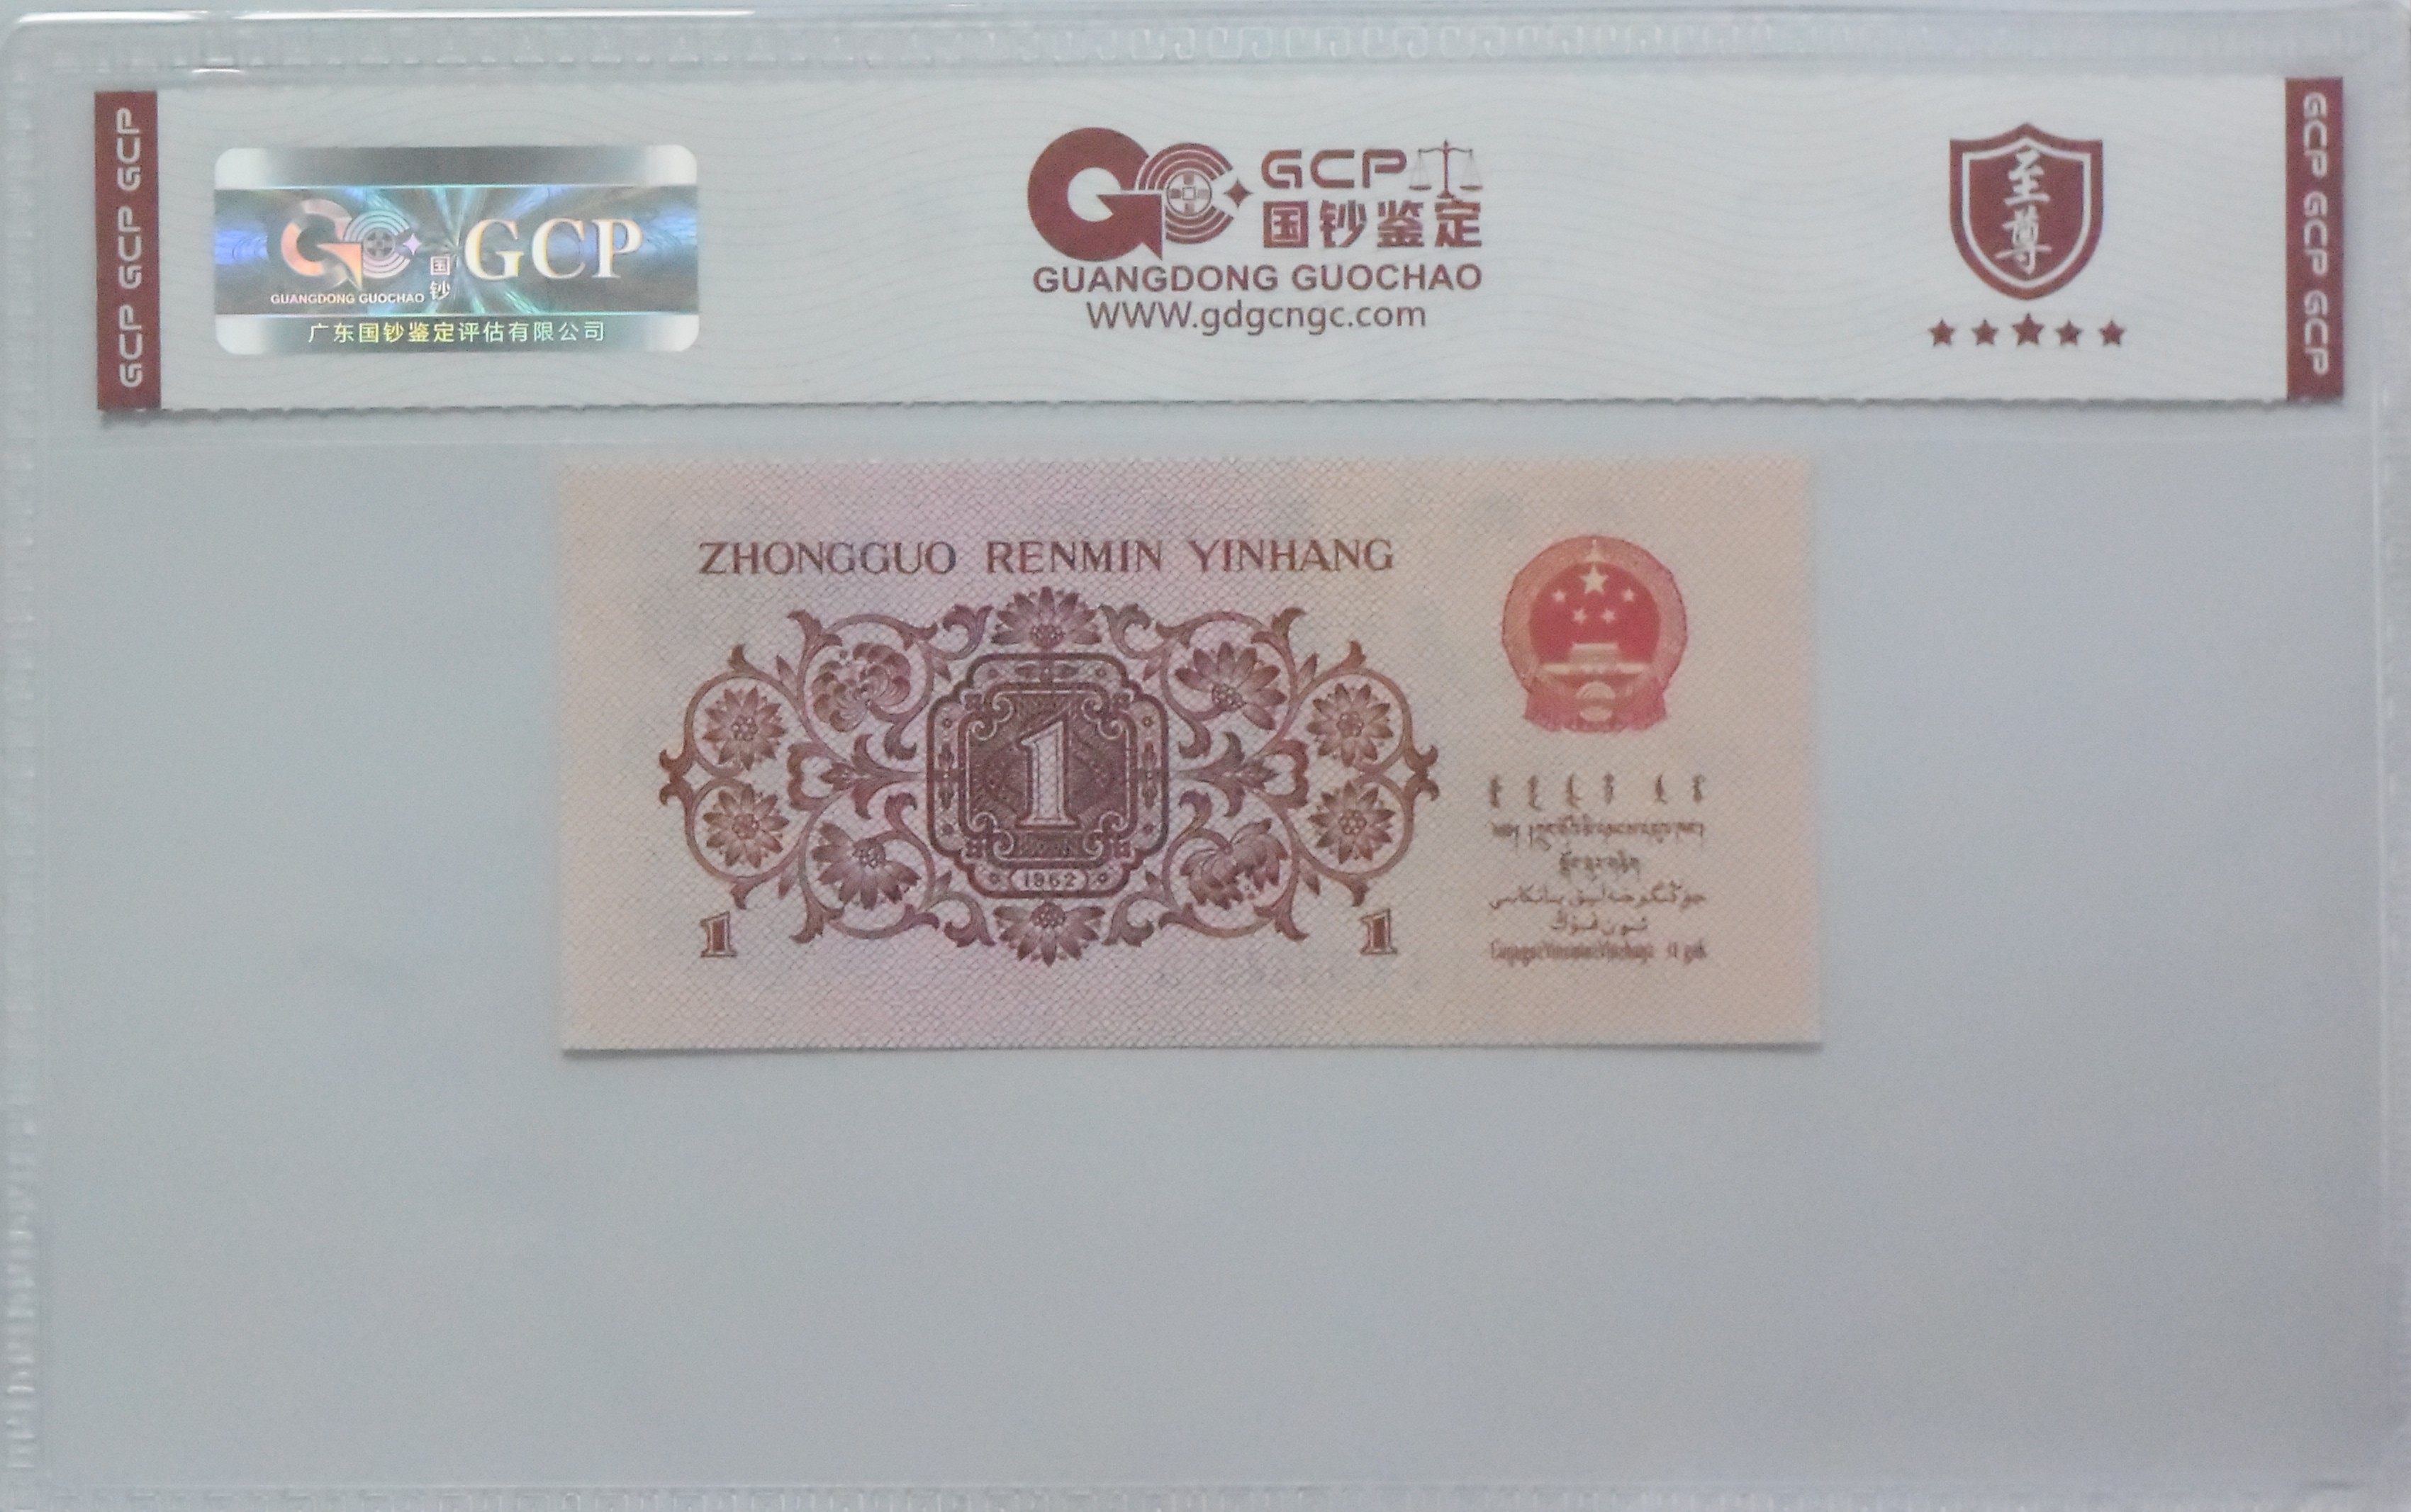 GCP GCP GCP
国钞
GCP
GUANGDONG GUOCHAO
广东国钞鉴定评估有限公司
GCP
国钞鉴定
GUANGDONG GUOCHAO
WWW.gdgcngc.com
至尊
GCP GCP GCP
ZHONGGUO RENMIN YINHANG
1
1962
1
1